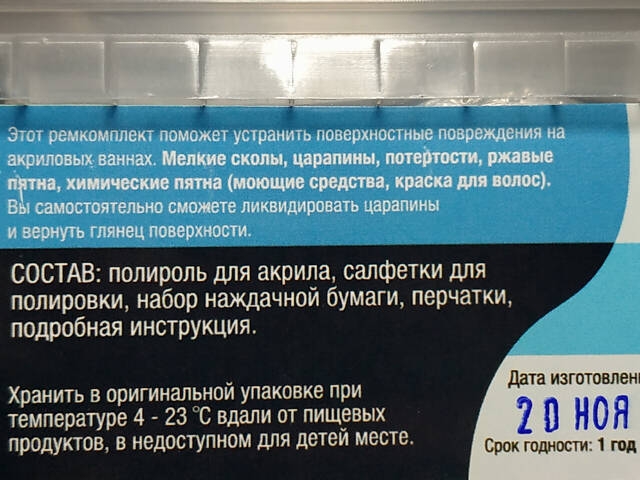 Этот ремкомплект поможет устранить поверхностные повреждения на
акриловых ваннах. Мелкие сколы, царапины, потертости, ржавые
пятна, химические пятна (моющие средства, краска для волос).
Вы самостоятельно сможете ликвидировать царапины
и вернуть глянец поверхности.
СОСТАВ: полироль для акрила, салфетки для
полировки, набор наждачной бумаги, перчатки,
подробная инструкция.
Хранить в оригинальной упаковке при
температуре 4 - 23 °C вдали от пищевых
продуктов, в недоступном для детей месте.
Дата изготовлен
20 НОЯ
Срок годности: 1 год